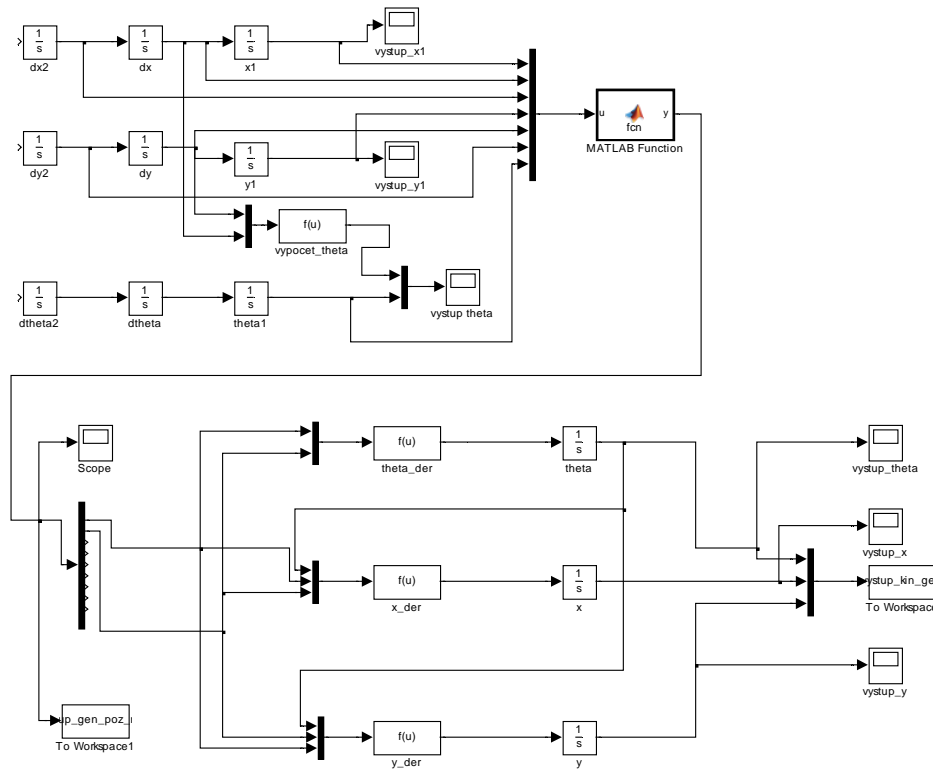 1
s
dx2
1
s
dx
1
s
x1
vystup_x1
u
fcn
y
MATLAB Function
1
s
dy2
1
s
dy
1
s
y1
vystup_y1
f(u)
vypocet_theta
1
s
dtheta2
1
s
dtheta
1
s
theta1
vystup theta
Scope
f(u)
theta_der
1
s
theta
vystup_theta
vystup_x
f(u)
x_der
1
s
x
ystup_kin_ge
To Workspace
vystup_y
up_gen_poz_
To Workspace1
f(u)
y_der
1
s
y